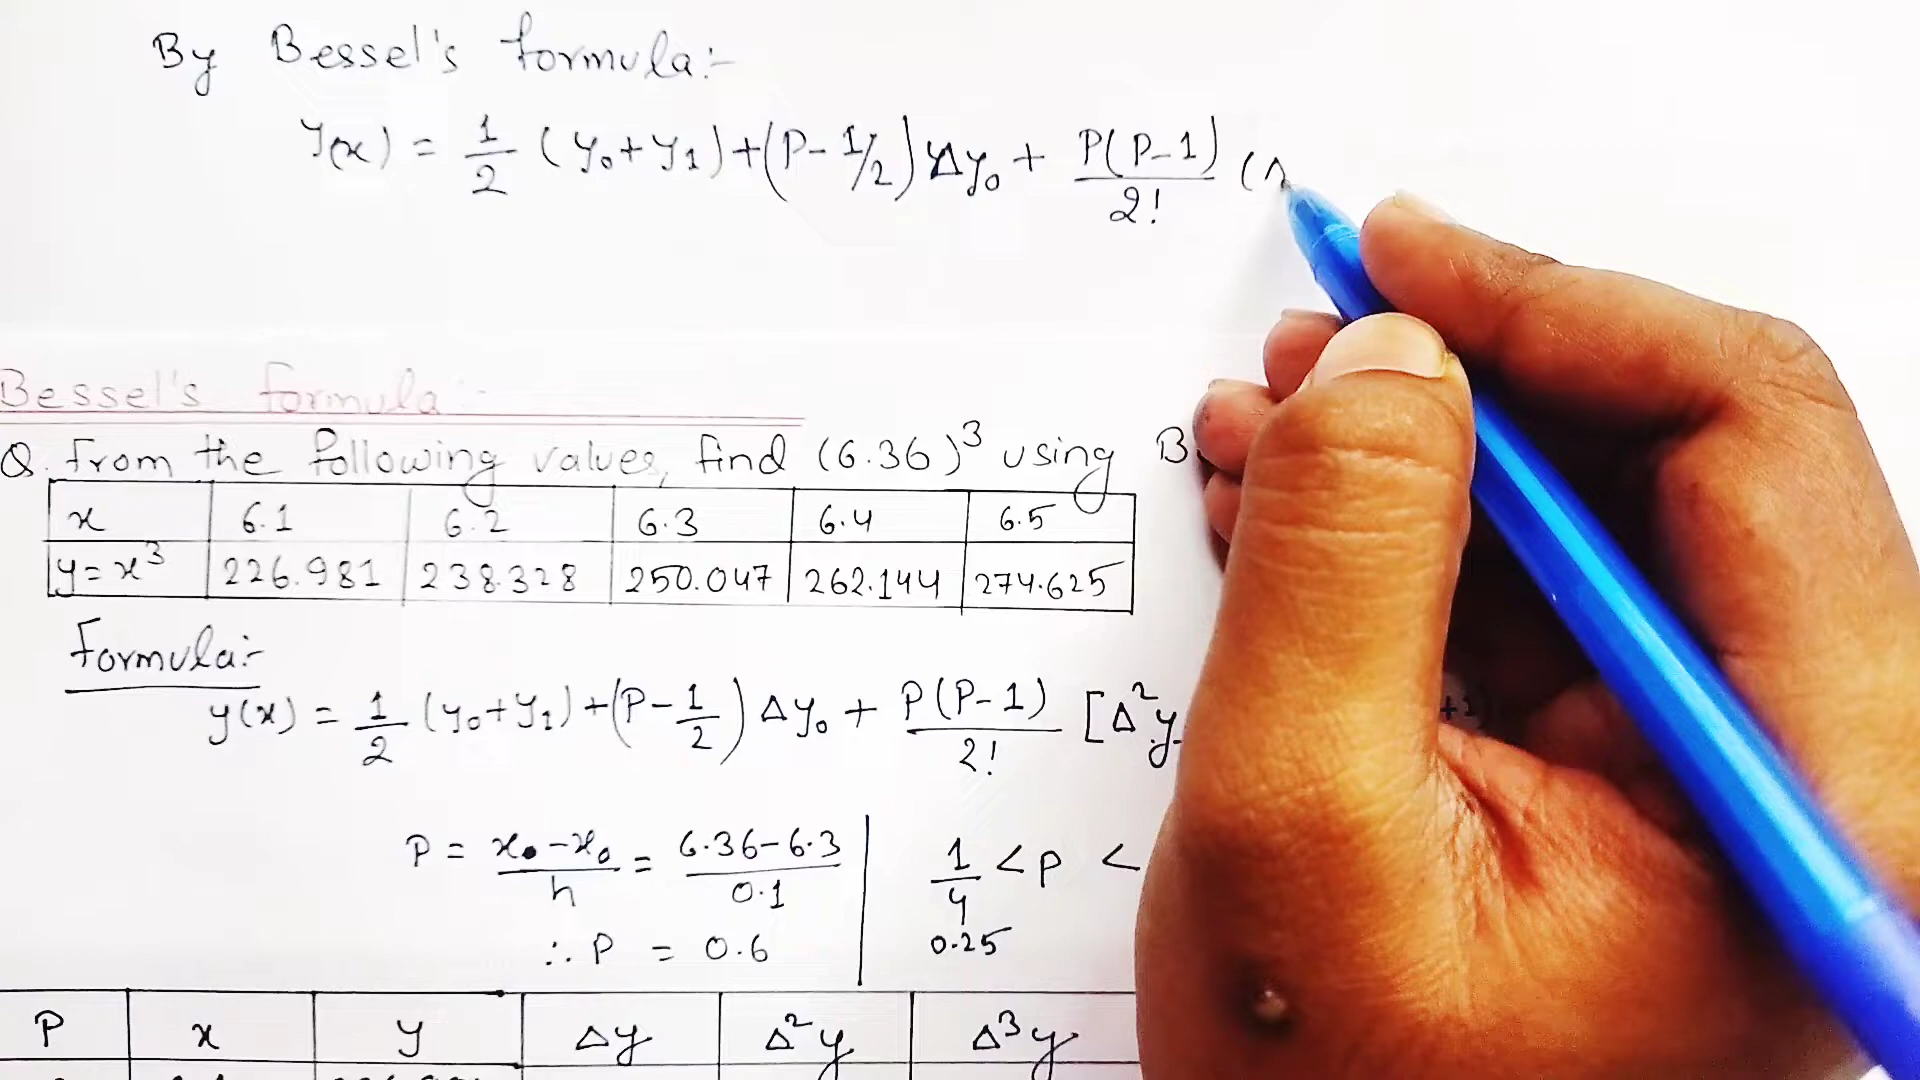 By Bessel's formula:-
y(x) = 1/2 (y₀+y₁)+(P-1/2)Δy₀+ P(P-1)/2! (
Bessel's formula:-
Q. From the following values, find (6.36)³ using B
x 6.1 6.2 6.3 6.4 6.5
y=x³ 226.981 238.328 250.047 262.144 274.625
Formula:-
y(x) = 1/2 (y₀+y₁)+(P-1/2)Δy₀+ P(P-1)/2! [Δ²y
P = x-x₀/h = 6.36-6.3/0.1 1/4 <P <
∴ P = 0.6 0.25
P x y Δy Δ²y Δ³y